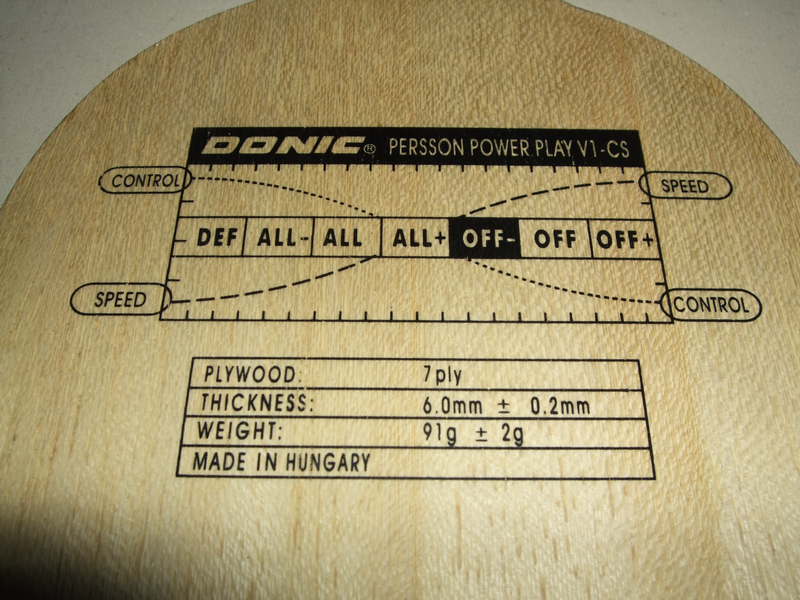 DONIC® PERSSON POWER PLAY V1-CS
CONTROL SPEED
DEF ALL- ALL ALL+ OFF- OFF OFF+
SPEED CONTROL
PLYWOOD: 7ply
THICKNESS: 6.0mm ± 0.2mm
WEIGHT: 91g ± 2g
MADE IN HUNGARY